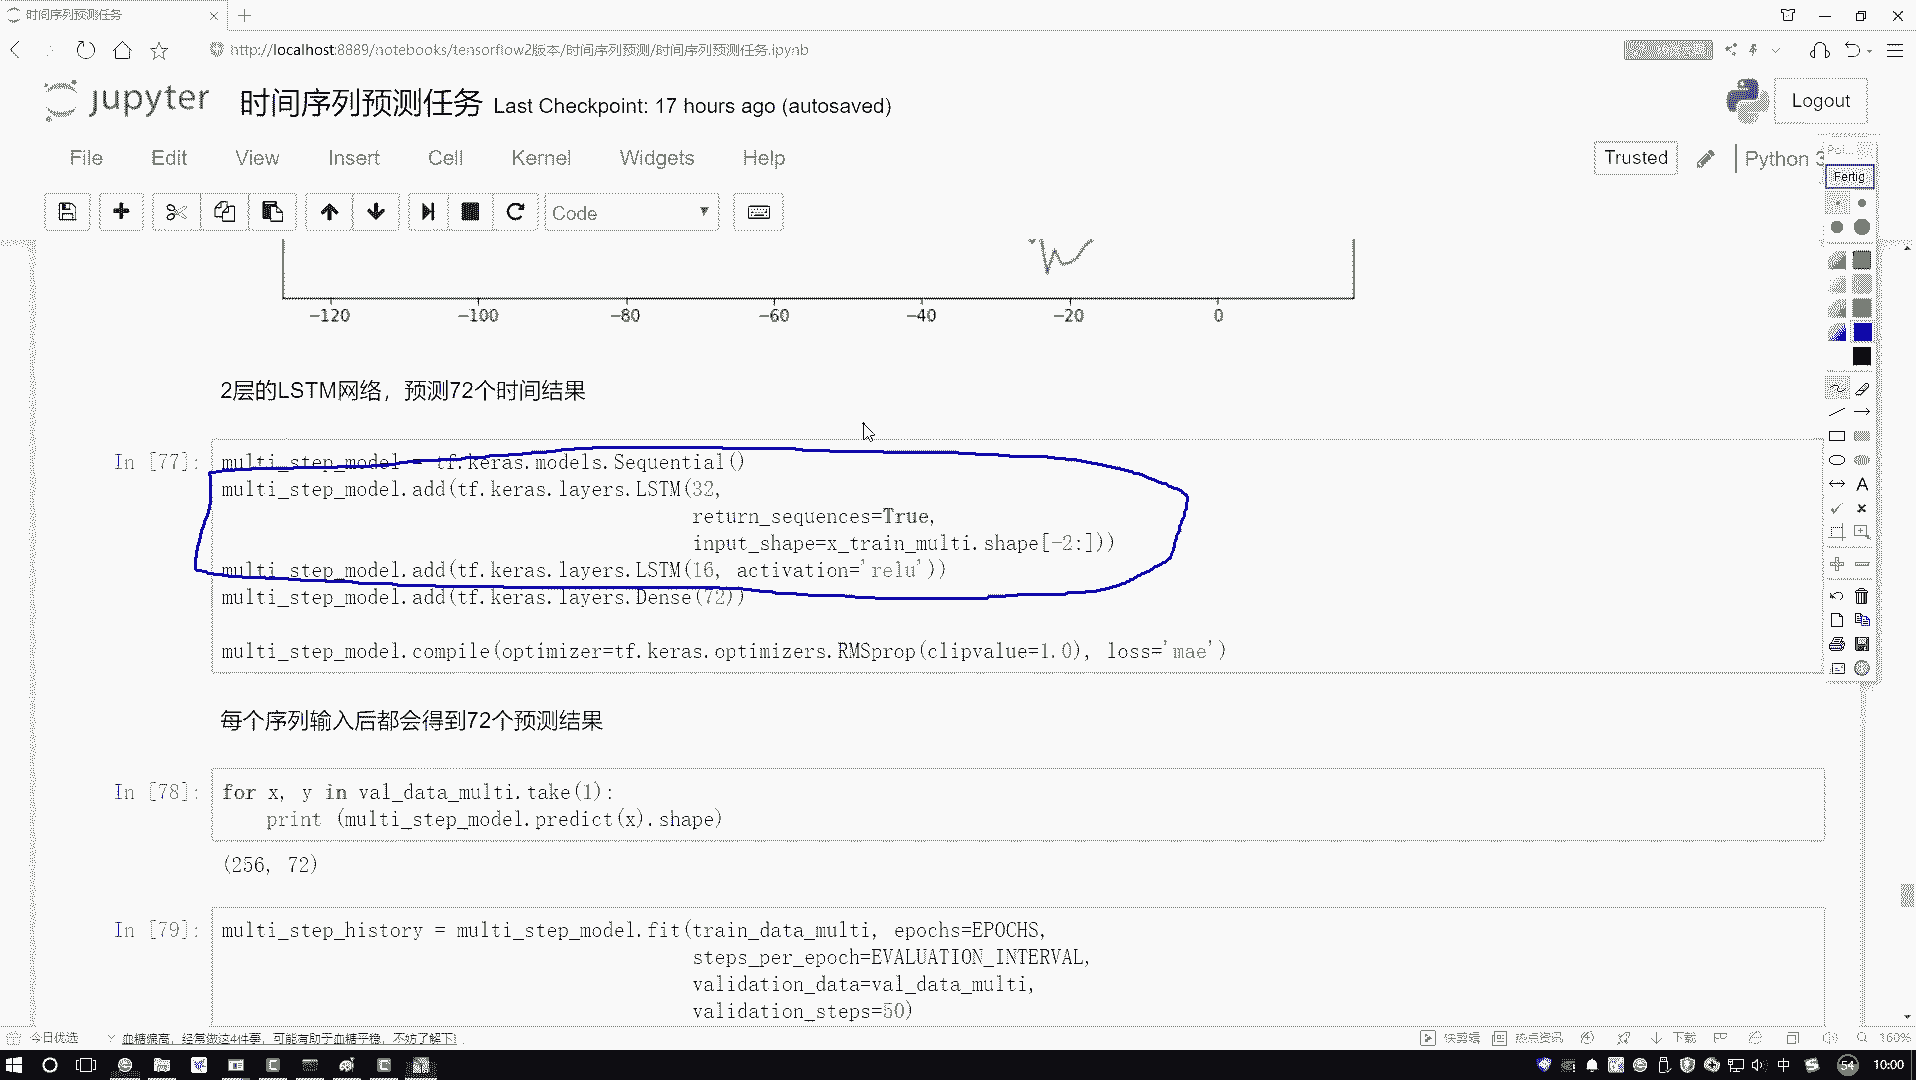 时间序列预测任务
http://localhost:8889/notebooks/tensorflow2版本/时间序列预测/时间序列预测任务.ipynb
jupyter 时间序列预测任务 Last Checkpoint: 17 hours ago (autosaved)
Logout
File Edit View Insert Cell Kernel Widgets Help
Trusted
Python 3
Fertig
Code
−120 −100 −80 −60 −40 −20 0
2层的LSTM网络，预测72个时间结果
In [77]: multi_step_model = tf.keras.models.Sequential()
multi_step_model.add(tf.keras.layers.LSTM(32,
return_sequences=True,
input_shape=x_train_multi.shape[-2:]))
multi_step_model.add(tf.keras.layers.LSTM(16, activation='relu'))
multi_step_model.add(tf.keras.layers.Dense(72))
multi_step_model.compile(optimizer=tf.keras.optimizers.RMSprop(clipvalue=1.0), loss='mae')
每个序列输入后都会得到72个预测结果
In [78]: for x, y in val_data_multi.take(1):
print (multi_step_model.predict(x).shape)
(256, 72)
In [79]: multi_step_history = multi_step_model.fit(train_data_multi, epochs=EPOCHS,
steps_per_epoch=EVALUATION_INTERVAL,
validation_data=val_data_multi,
validation_steps=50)
今日优选 血糖偏高，经常做这4件事，可能有助于血糖平稳，不妨了解下！
快剪辑 热点资讯 下载 160%
中 54 10:00